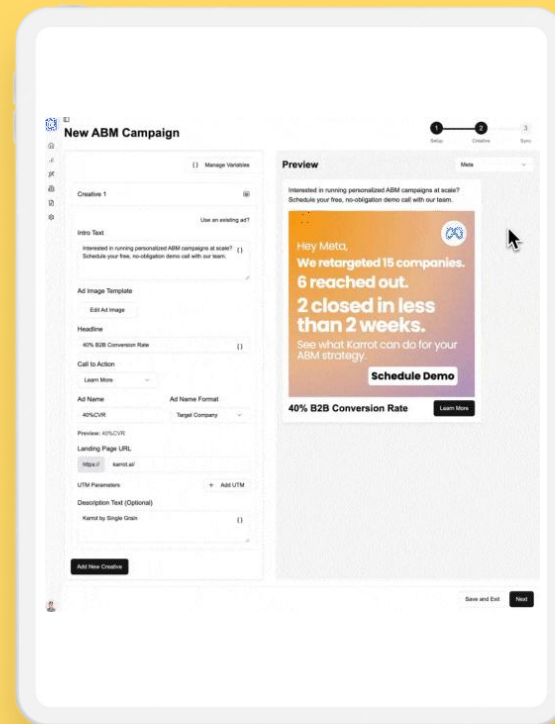 New ABM Campaign
1
2
3
Setup
Creative
Sync
{} Manage Variables
Creative 1
Use an existing ad?
Intro Text
Interested in running personalized ABM campaigns at scale?
Schedule your free, no-obligation demo call with our team.
{}
Ad Image Template
Edit Ad Image
Headline
40% B2B Conversion Rate
{}
Call to Action
Learn More
Ad Name
Ad Name Format
40%CVR
Target Company
Preview: 40%CVR
Landing Page URL
https://
karrot.ai/
UTM Parameters
+ Add UTM
Description Text (Optional)
Karrot by Single Grain
{}
Add New Creative
Preview
Meta
Interested in running personalized ABM campaigns at scale?
Schedule your free, no-obligation demo call with our team.
Hey Meta,
We retargeted 15 companies.
6 reached out.
2 closed in less
than 2 weeks.
See what Karrot can do for your
ABM strategy.
Schedule Demo
40% B2B Conversion Rate
Learn More
Save and Exit
Next